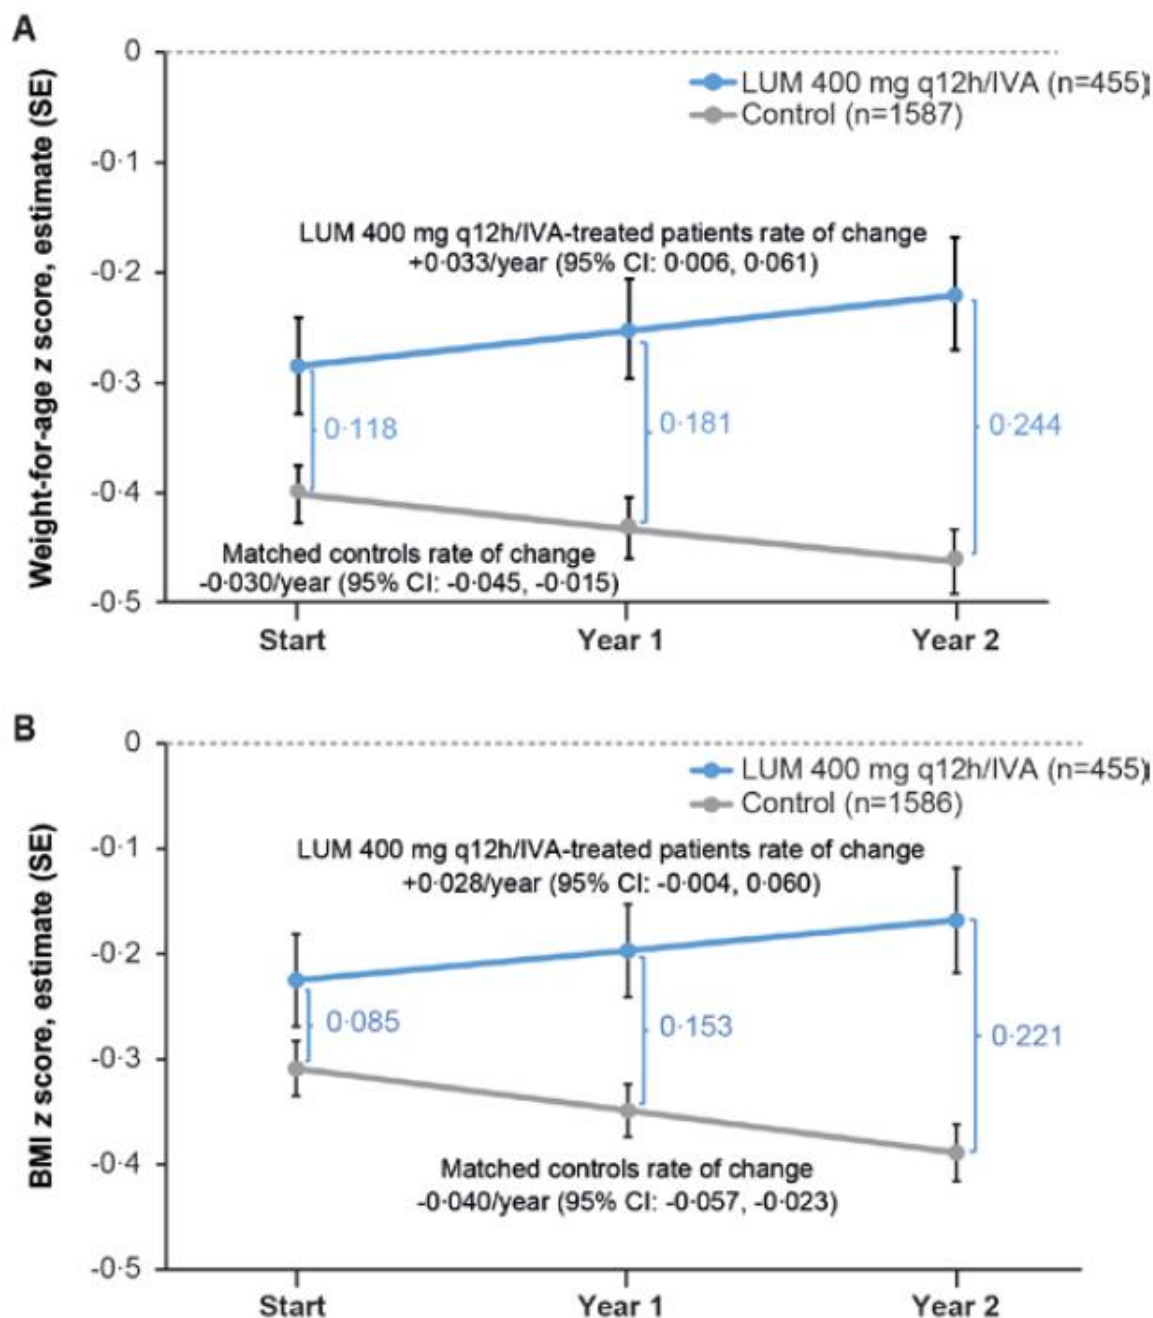 A
Weight-for-age z score, estimate (SE)
0
-0·1
-0·2
-0·3
-0·4
-0·5
LUM 400 mg q12h/IVA (n=455)
Control (n=1587)
LUM 400 mg q12h/IVA-treated patients rate of change
+0·033/year (95% CI: 0·006, 0·061)
0·118
0·181
0·244
Matched controls rate of change
-0·030/year (95% CI: -0·045, -0·015)
Start
Year 1
Year 2
B
BMI z score, estimate (SE)
0
-0·1
-0·2
-0·3
-0·4
-0·5
LUM 400 mg q12h/IVA (n=455)
Control (n=1586)
LUM 400 mg q12h/IVA-treated patients rate of change
+0·028/year (95% CI: -0·004, 0·060)
0·085
0·153
0·221
Matched controls rate of change
-0·040/year (95% CI: -0·057, -0·023)
Start
Year 1
Year 2